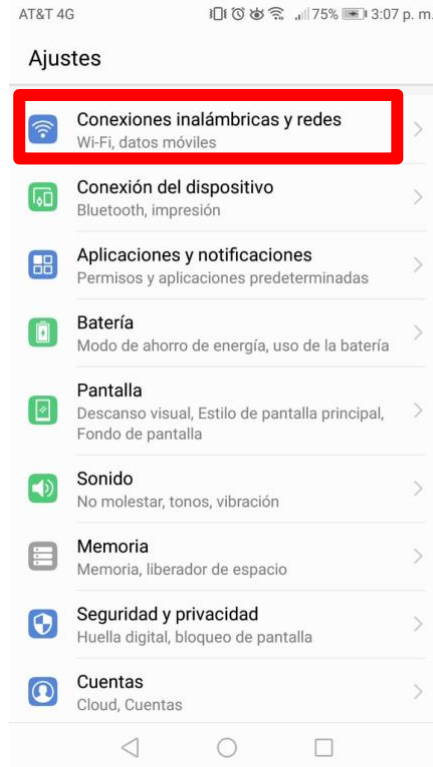 AT&T 4G 75% 3:07 p. m.
Ajustes
Conexiones inalámbricas y redes
Wi-Fi, datos móviles
Conexión del dispositivo
Bluetooth, impresión
Aplicaciones y notificaciones
Permisos y aplicaciones predeterminadas
Batería
Modo de ahorro de energía, uso de la batería
Pantalla
Descanso visual, Estilo de pantalla principal,
Fondo de pantalla
Sonido
No molestar, tonos, vibración
Memoria
Memoria, liberador de espacio
Seguridad y privacidad
Huella digital, bloqueo de pantalla
Cuentas
Cloud, Cuentas